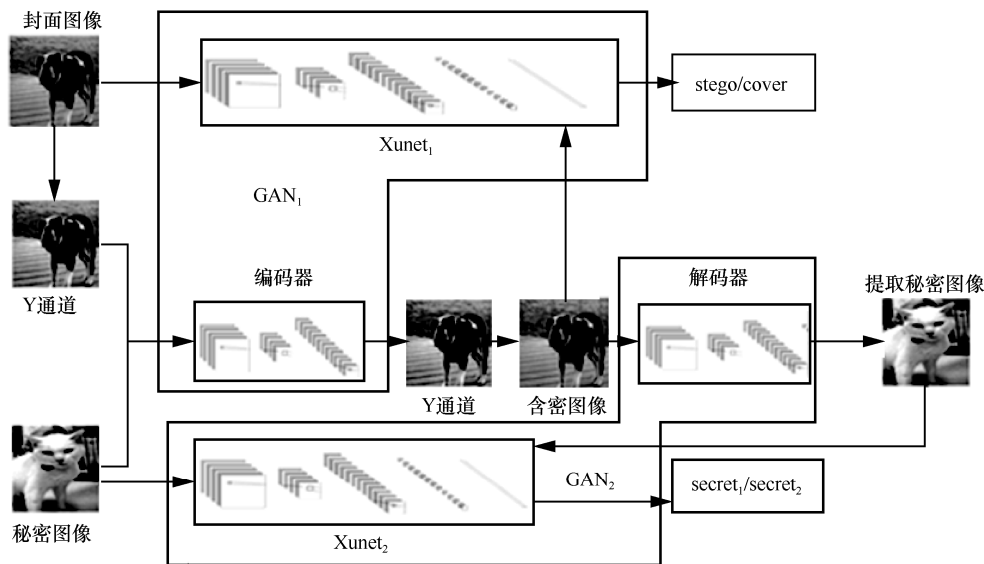 封面图像
Xunet₁
stego/cover
GAN₁
Y通道
编码器
解码器
提取秘密图像
Y通道
含密图像
秘密图像
GAN₂
secret₁/secret₂
Xunet₂